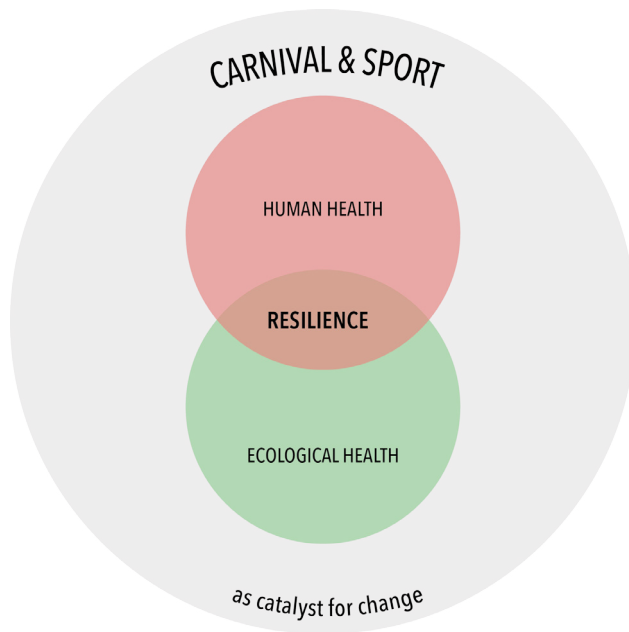 CARNIVAL & SPORT
HUMAN HEALTH
RESILIENCE
ECOLOGICAL HEALTH
as catalyst for change